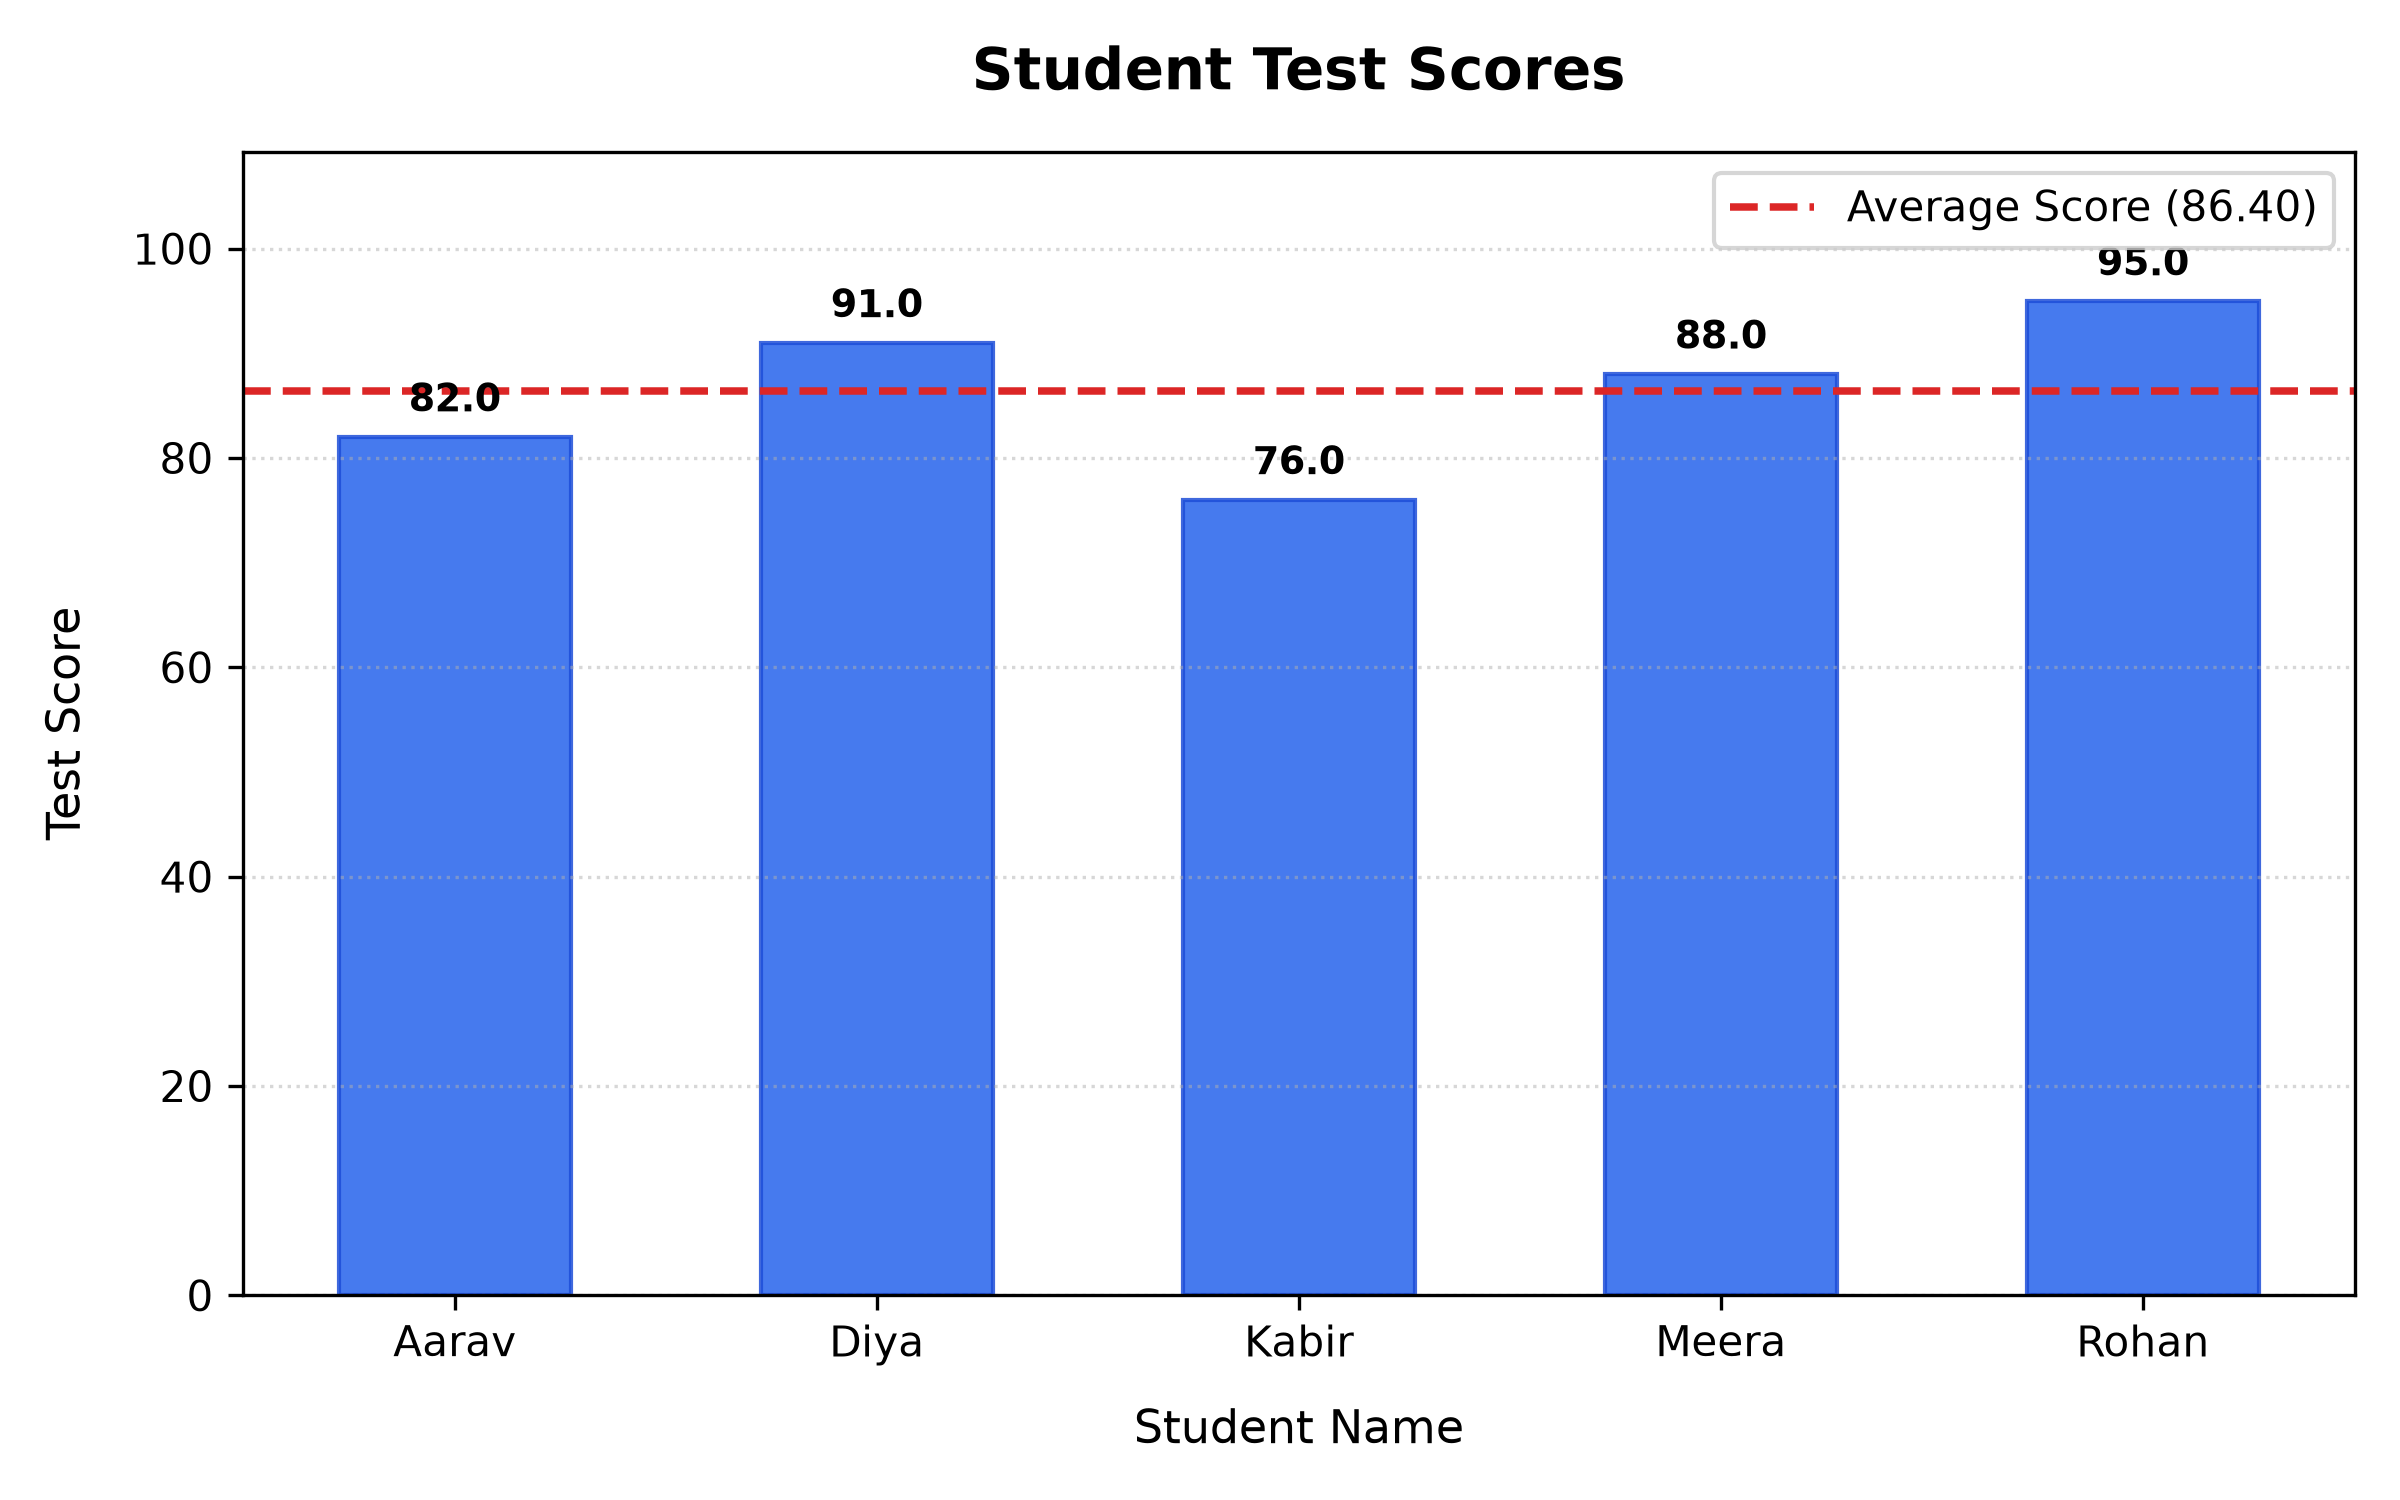 Student Test Scores
Average Score (86.40)
100
80
60
40
20
0
Test Score
82.0
91.0
76.0
88.0
95.0
Aarav
Diya
Kabir
Meera
Rohan
Student Name